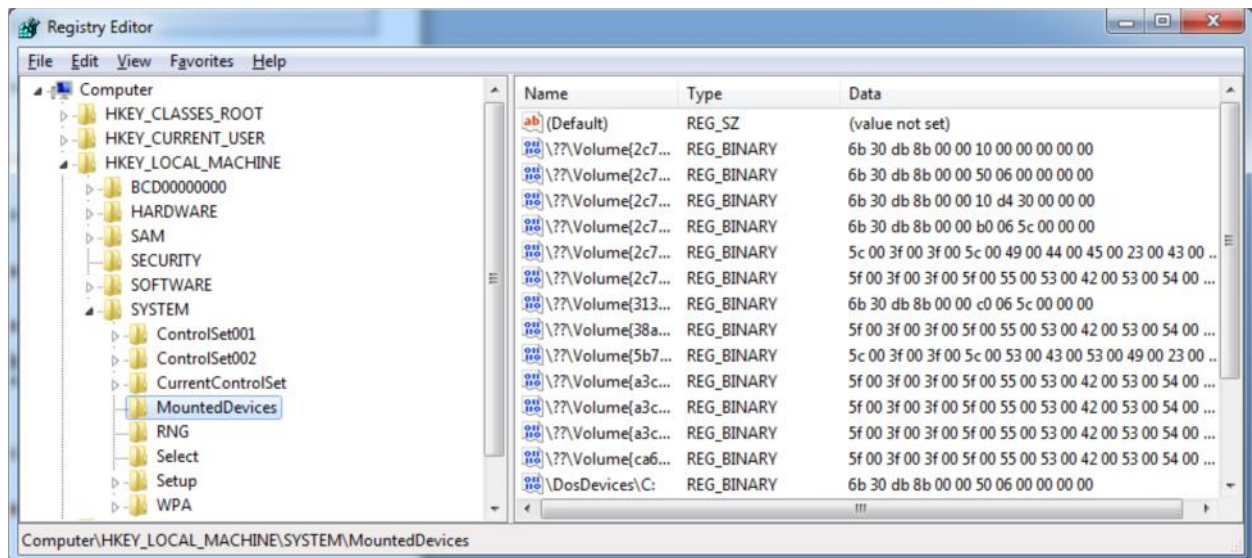 Registry Editor
File Edit View Favorites Help
Computer
HKEY_CLASSES_ROOT
HKEY_CURRENT_USER
HKEY_LOCAL_MACHINE
BCD00000000
HARDWARE
SAM
SECURITY
SOFTWARE
SYSTEM
ControlSet001
ControlSet002
CurrentControlSet
MountedDevices
RNG
Select
Setup
WPA
Name Type Data
(Default) REG_SZ (value not set)
\??\Volume{2c7... REG_BINARY 6b 30 db 8b 00 00 10 00 00 00 00 00
\??\Volume{2c7... REG_BINARY 6b 30 db 8b 00 00 50 06 00 00 00 00
\??\Volume{2c7... REG_BINARY 6b 30 db 8b 00 00 10 d4 30 00 00 00
\??\Volume{2c7... REG_BINARY 6b 30 db 8b 00 00 b0 06 5c 00 00 00
\??\Volume{2c7... REG_BINARY 5c 00 3f 00 3f 00 5c 00 49 00 44 00 45 00 23 00 43 00 ...
\??\Volume{2c7... REG_BINARY 5f 00 3f 00 3f 00 5f 00 55 00 53 00 42 00 53 00 54 00 ...
\??\Volume{313... REG_BINARY 6b 30 db 8b 00 00 c0 06 5c 00 00 00
\??\Volume{38a... REG_BINARY 5f 00 3f 00 3f 00 5f 00 55 00 53 00 42 00 53 00 54 00 ...
\??\Volume{5b7... REG_BINARY 5c 00 3f 00 3f 00 5c 00 53 00 43 00 53 00 49 00 23 00 ...
\??\Volume{a3c... REG_BINARY 5f 00 3f 00 3f 00 5f 00 55 00 53 00 42 00 53 00 54 00 ...
\??\Volume{a3c... REG_BINARY 5f 00 3f 00 3f 00 5f 00 55 00 53 00 42 00 53 00 54 00 ...
\??\Volume{a3c... REG_BINARY 5f 00 3f 00 3f 00 5f 00 55 00 53 00 42 00 53 00 54 00 ...
\??\Volume{ca6... REG_BINARY 5f 00 3f 00 3f 00 5f 00 55 00 53 00 42 00 53 00 54 00 ...
\DosDevices\C: REG_BINARY 6b 30 db 8b 00 00 50 06 00 00 00 00
Computer\HKEY_LOCAL_MACHINE\SYSTEM\MountedDevices